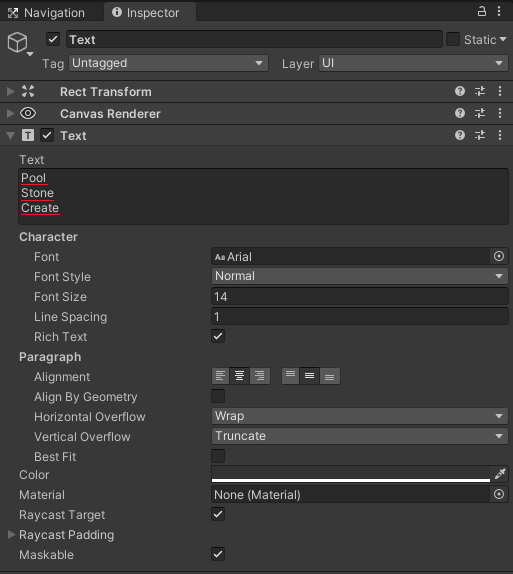 Navigation Inspector
Text Static
Tag Untagged Layer UI
Rect Transform
Canvas Renderer
T Text
Text
Pool
Stone
Create
Character
Font Aa Arial
Font Style Normal
Font Size 14
Line Spacing 1
Rich Text
Paragraph
Alignment
Align By Geometry
Horizontal Overflow Wrap
Vertical Overflow Truncate
Best Fit
Color
Material None (Material)
Raycast Target
Raycast Padding
Maskable